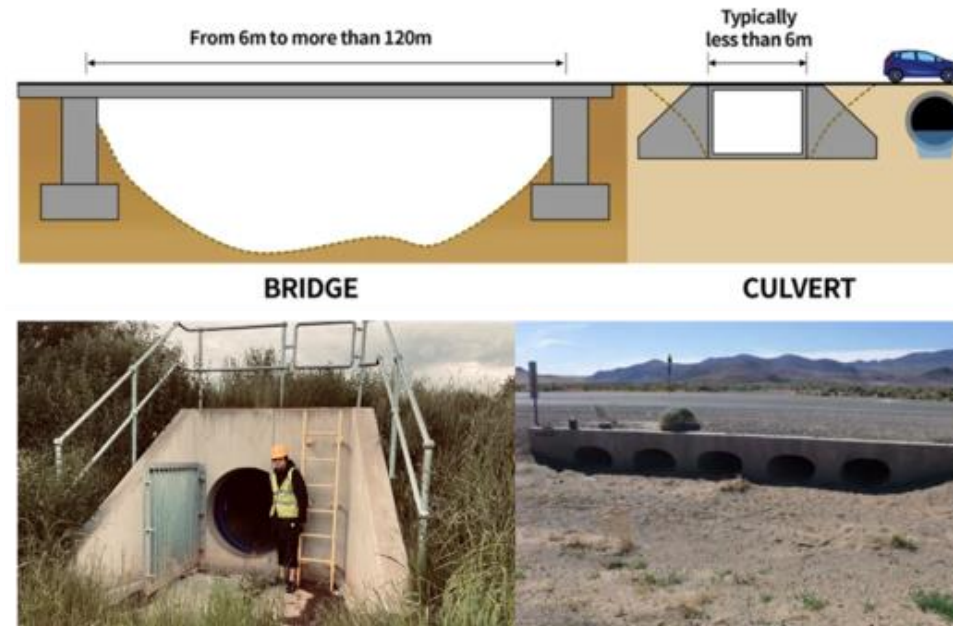 From 6m to more than 120m
Typically
less than 6m
BRIDGE
CULVERT